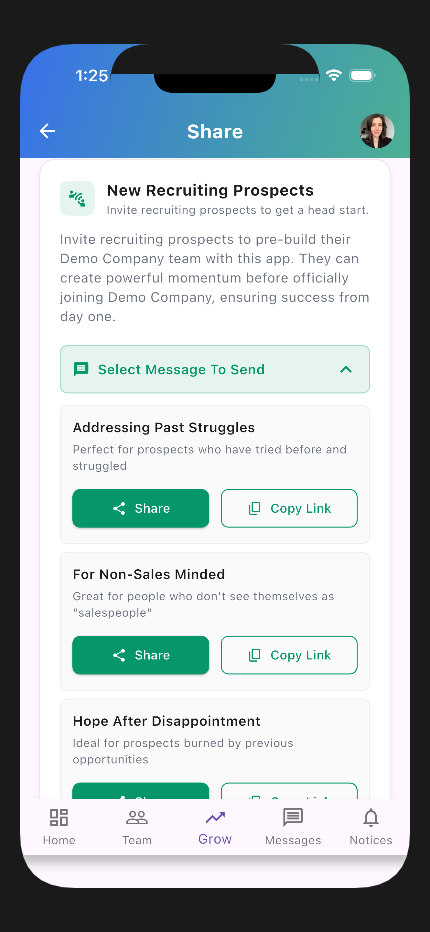 1:25
Share
New Recruiting Prospects
Invite recruiting prospects to get a head start.
Invite recruiting prospects to pre-build their
Demo Company team with this app. They can
create powerful momentum before officially
joining Demo Company, ensuring success from
day one.
Select Message To Send
Addressing Past Struggles
Perfect for prospects who have tried before and
struggled
Share Copy Link
For Non-Sales Minded
Great for people who don't see themselves as
"salespeople"
Share Copy Link
Hope After Disappointment
Ideal for prospects burned by previous
opportunities
Home Team Grow Messages Notices